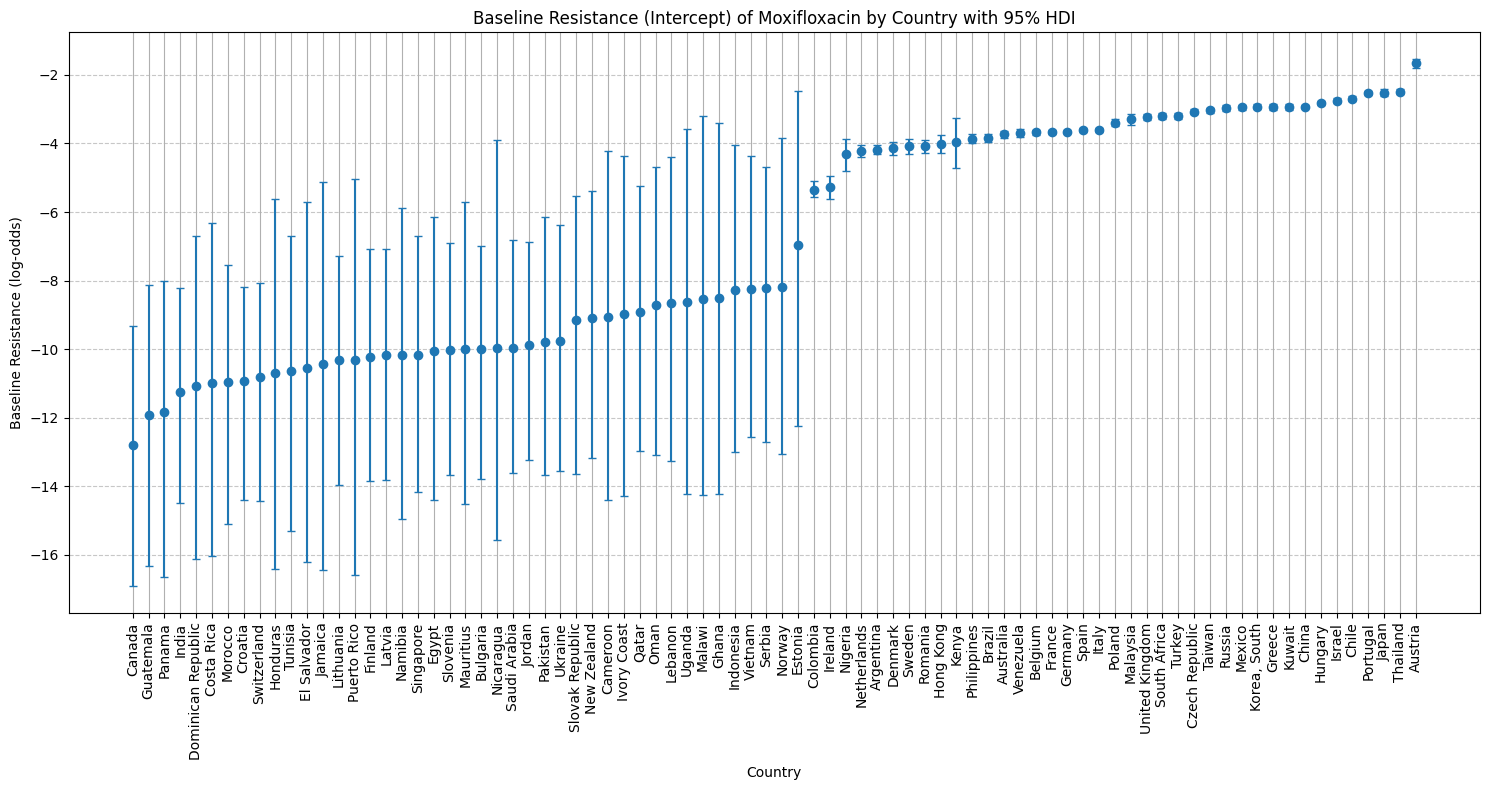 Baseline Resistance (Intercept) of Moxifloxacin by Country with 95% HDI
Baseline Resistance (log-odds)
−2
−4
−6
−8
−10
−12
−14
−16
Canada
Guatemala
Panama
India
Dominican Republic
Costa Rica
Morocco
Croatia
Switzerland
Honduras
Tunisia
El Salvador
Jamaica
Lithuania
Puerto Rico
Finland
Latvia
Namibia
Singapore
Egypt
Slovenia
Mauritius
Bulgaria
Nicaragua
Saudi Arabia
Jordan
Pakistan
Ukraine
Slovak Republic
New Zealand
Cameroon
Ivory Coast
Qatar
Oman
Lebanon
Uganda
Malawi
Ghana
Indonesia
Vietnam
Serbia
Norway
Estonia
Colombia
Ireland
Nigeria
Netherlands
Argentina
Denmark
Sweden
Romania
Hong Kong
Kenya
Philippines
Brazil
Australia
Venezuela
Belgium
France
Germany
Spain
Italy
Poland
Malaysia
United Kingdom
South Africa
Turkey
Czech Republic
Taiwan
Russia
Mexico
Korea, South
Greece
Kuwait
China
Hungary
Israel
Chile
Portugal
Japan
Thailand
Austria
Country